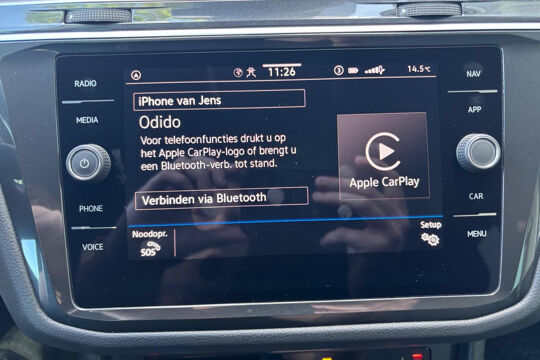 RADIO
MEDIA
PHONE
VOICE
11:26
3
14.5°C
iPhone van Jens
Odido
Voor telefoonfuncties drukt u op
het Apple CarPlay-logo of brengt u
een Bluetooth-verb. tot stand.
Verbinden via Bluetooth
Apple CarPlay
Noodopr.
SOS
Setup
NAV
APP
CAR
MENU